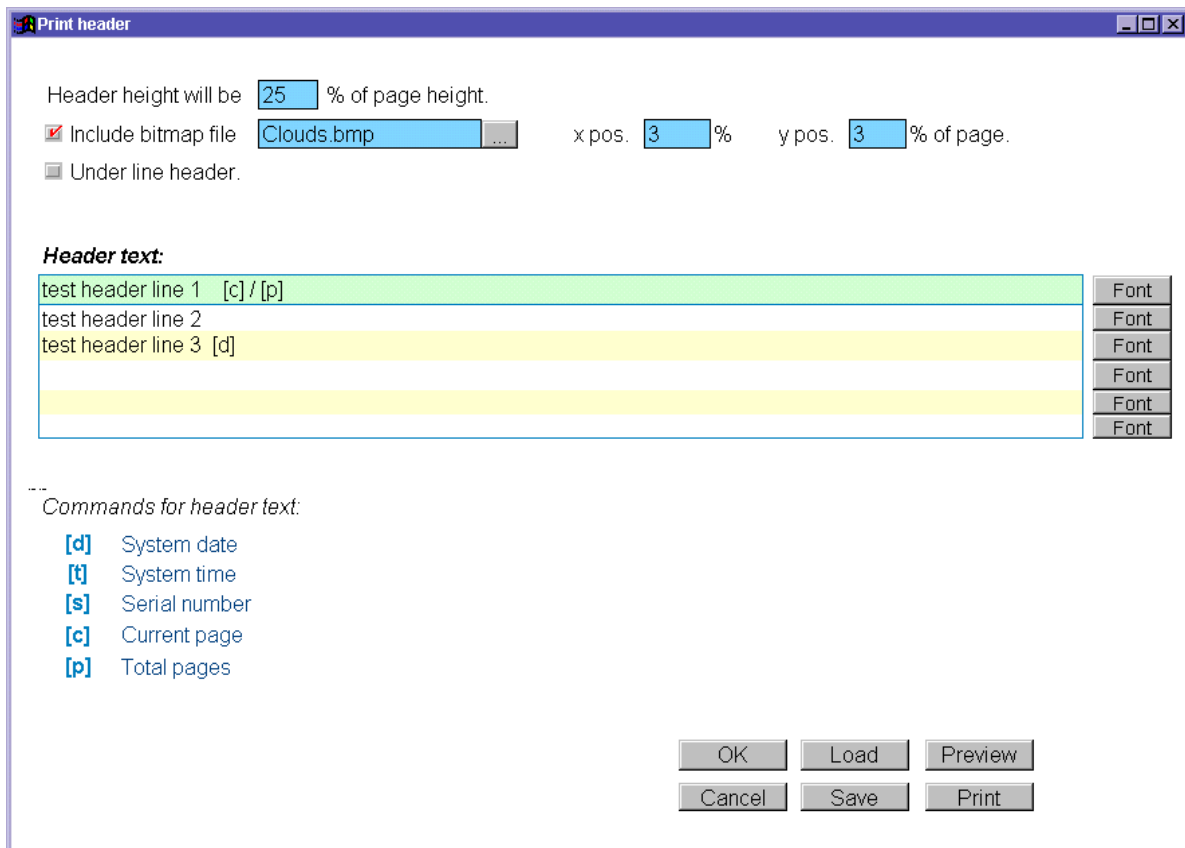 Print header
Header height will be 25 % of page height.
Include bitmap file Clouds.bmp ... x pos. 3 % y pos. 3 % of page.
Under line header.
Header text:
test header line 1 [c] / [p] Font
test header line 2 Font
test header line 3 [d] Font
Font
Font
Font
Commands for header text:
[d] System date
[t] System time
[s] Serial number
[c] Current page
[p] Total pages
OK Load Preview
Cancel Save Print